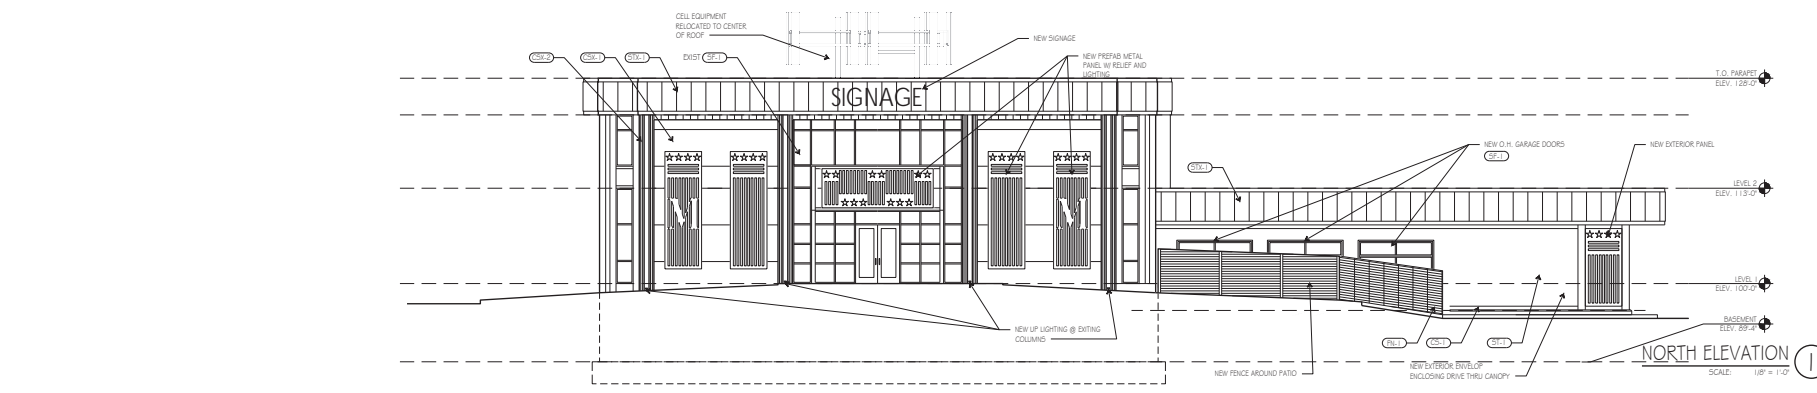 CELL EQUIPMENT
RELOCATED TO CENTER
OF ROOF
NEW SIGNAGE
CSX-2
CSX-1
STX-1
EXIST SF-1
NEW PREFAB METAL
PANEL W/ RELIEF AND
LIGHTING
T.O. PARAPET
ELEV. 128'-0"
SIGNAGE
NEW O.H. GARAGE DOORS
SF-1
NEW EXTERIOR PANEL
STX-1
LEVEL 2
ELEV. 113'-0"
M
M
LEVEL 1
ELEV. 100'-0"
BASEMENT
ELEV. 89'-4"
NEW UP LIGHTING @ EXITING
COLUMNS
FN-1
CS-1
ST-1
NORTH ELEVATION
1
SCALE: 1/8" = 1'-0"
NEW FENCE AROUND PATIO
NEW EXTERIOR ENVELOP
ENCLOSING DRIVE THRU CANOPY